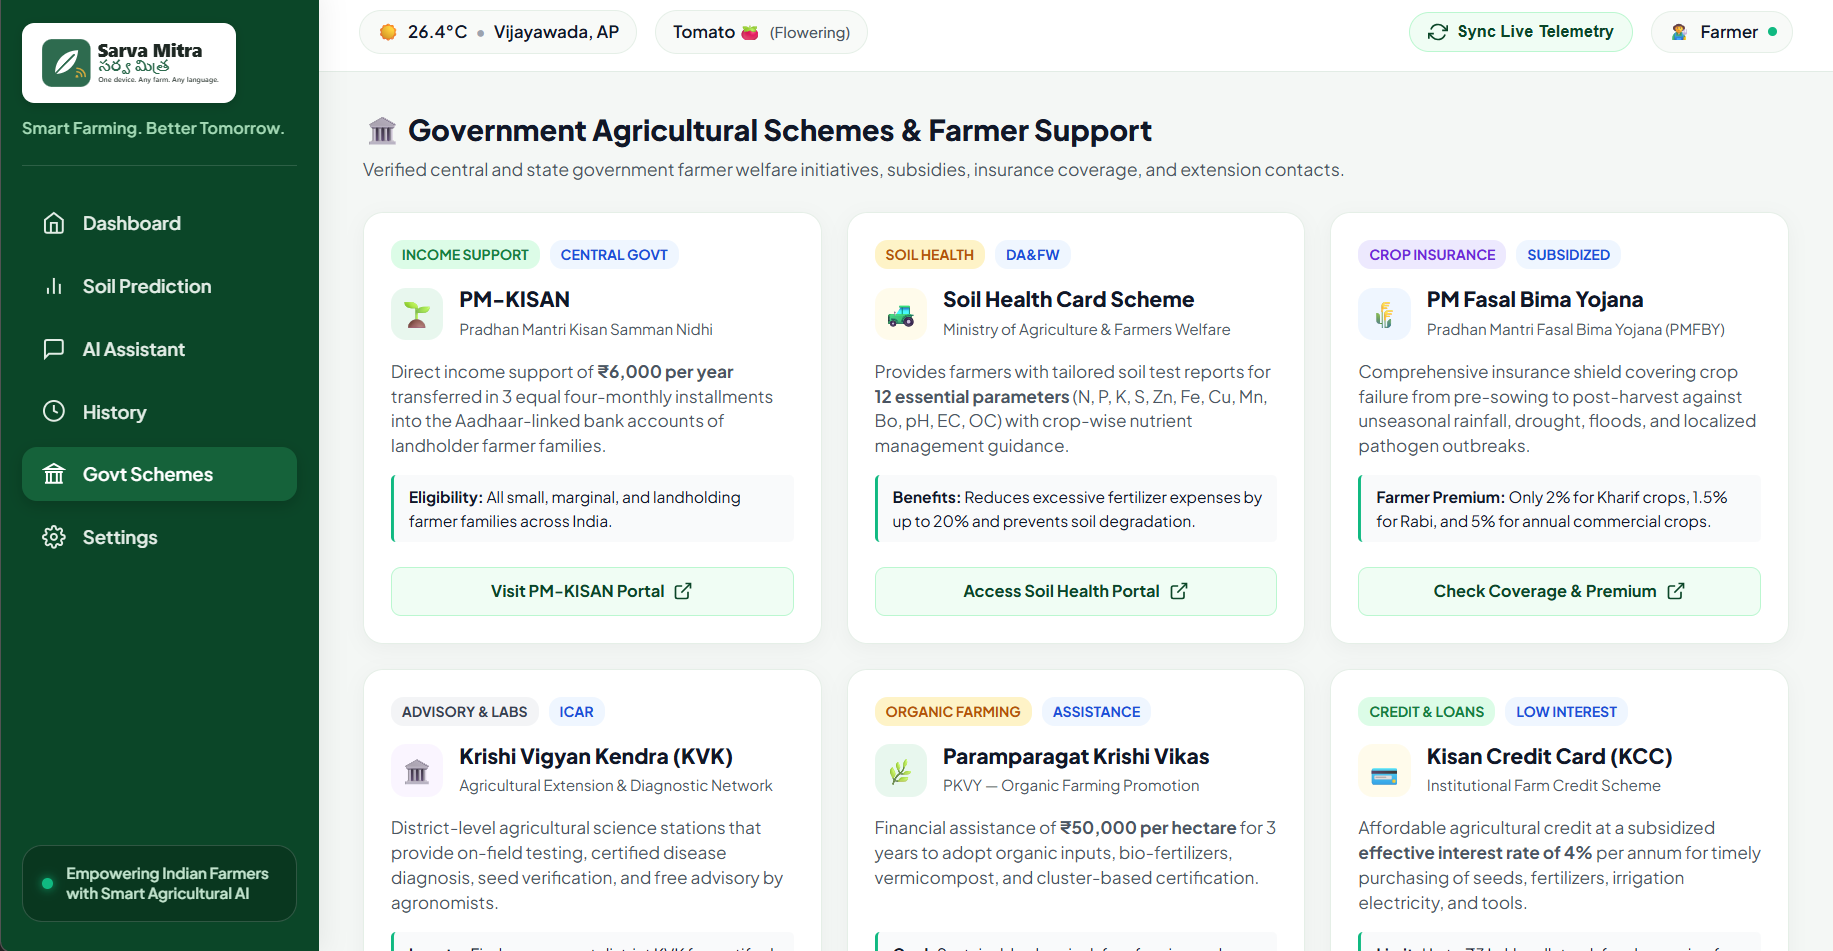 Sarva Mitra
సర్వ మిత్ర
One device. Any farm. Any language.
Smart Farming. Better Tomorrow.
Dashboard
Soil Prediction
AI Assistant
History
Govt Schemes
Settings
Empowering Indian Farmers
with Smart Agricultural AI
26.4°C • Vijayawada, AP
Tomato (Flowering)
Sync Live Telemetry
Farmer
Government Agricultural Schemes & Farmer Support
Verified central and state government farmer welfare initiatives, subsidies, insurance coverage, and extension contacts.
INCOME SUPPORT CENTRAL GOVT
PM-KISAN
Pradhan Mantri Kisan Samman Nidhi
Direct income support of ₹6,000 per year
transferred in 3 equal four-monthly installments
into the Aadhaar-linked bank accounts of
landholder farmer families.
Eligibility: All small, marginal, and landholding
farmer families across India.
Visit PM-KISAN Portal
SOIL HEALTH DA&FW
Soil Health Card Scheme
Ministry of Agriculture & Farmers Welfare
Provides farmers with tailored soil test reports for
12 essential parameters (N, P, K, S, Zn, Fe, Cu, Mn,
Bo, pH, EC, OC) with crop-wise nutrient
management guidance.
Benefits: Reduces excessive fertilizer expenses by
up to 20% and prevents soil degradation.
Access Soil Health Portal
CROP INSURANCE SUBSIDIZED
PM Fasal Bima Yojana
Pradhan Mantri Fasal Bima Yojana (PMFBY)
Comprehensive insurance shield covering crop
failure from pre-sowing to post-harvest against
unseasonal rainfall, drought, floods, and localized
pathogen outbreaks.
Farmer Premium: Only 2% for Kharif crops, 1.5%
for Rabi, and 5% for annual commercial crops.
Check Coverage & Premium
ADVISORY & LABS ICAR
Krishi Vigyan Kendra (KVK)
Agricultural Extension & Diagnostic Network
District-level agricultural science stations that
provide on-field testing, certified disease
diagnosis, seed verification, and free advisory by
agronomists.
ORGANIC FARMING ASSISTANCE
Paramparagat Krishi Vikas
PKVY — Organic Farming Promotion
Financial assistance of ₹50,000 per hectare for 3
years to adopt organic inputs, bio-fertilizers,
vermicompost, and cluster-based certification.
CREDIT & LOANS LOW INTEREST
Kisan Credit Card (KCC)
Institutional Farm Credit Scheme
Affordable agricultural credit at a subsidized
effective interest rate of 4% per annum for timely
purchasing of seeds, fertilizers, irrigation
electricity, and tools.